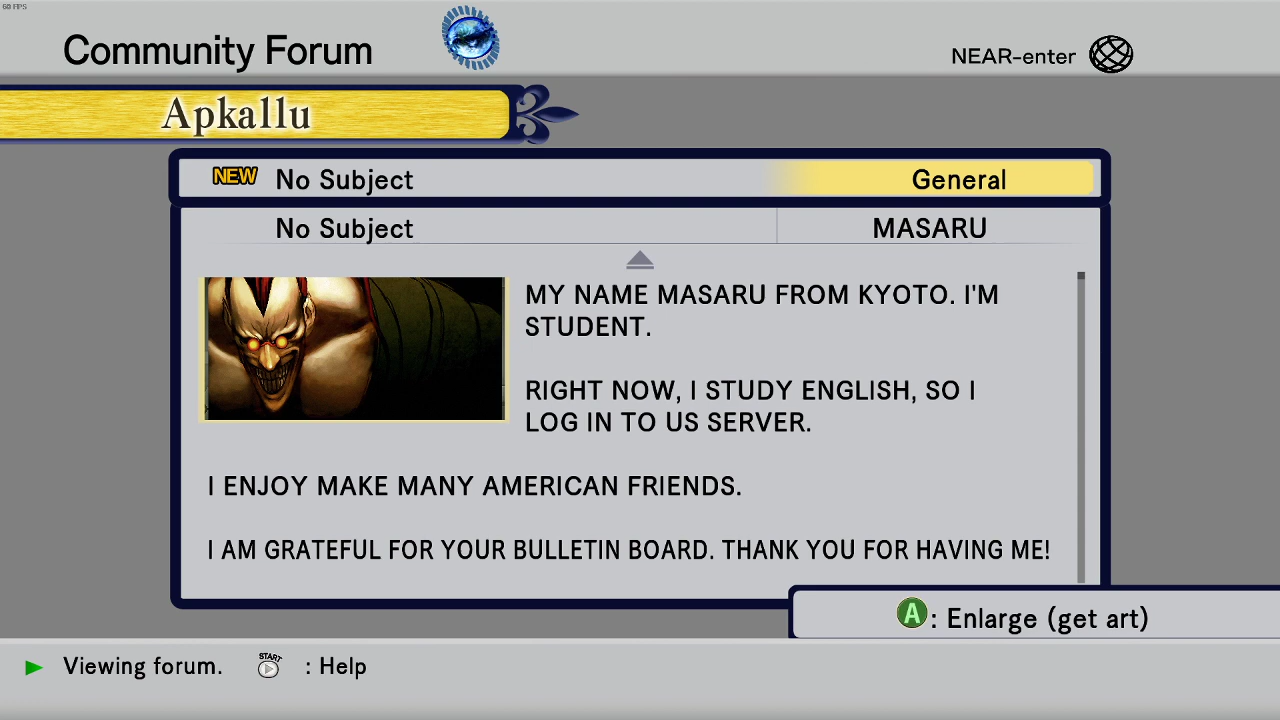 60 FPS
Community Forum
NEAR-enter
Apkallu
NEW No Subject General
No Subject MASARU
MY NAME MASARU FROM KYOTO. I'M
STUDENT.
RIGHT NOW, I STUDY ENGLISH, SO I
LOG IN TO US SERVER.
I ENJOY MAKE MANY AMERICAN FRIENDS.
I AM GRATEFUL FOR YOUR BULLETIN BOARD. THANK YOU FOR HAVING ME!
A: Enlarge (get art)
Viewing forum. START : Help